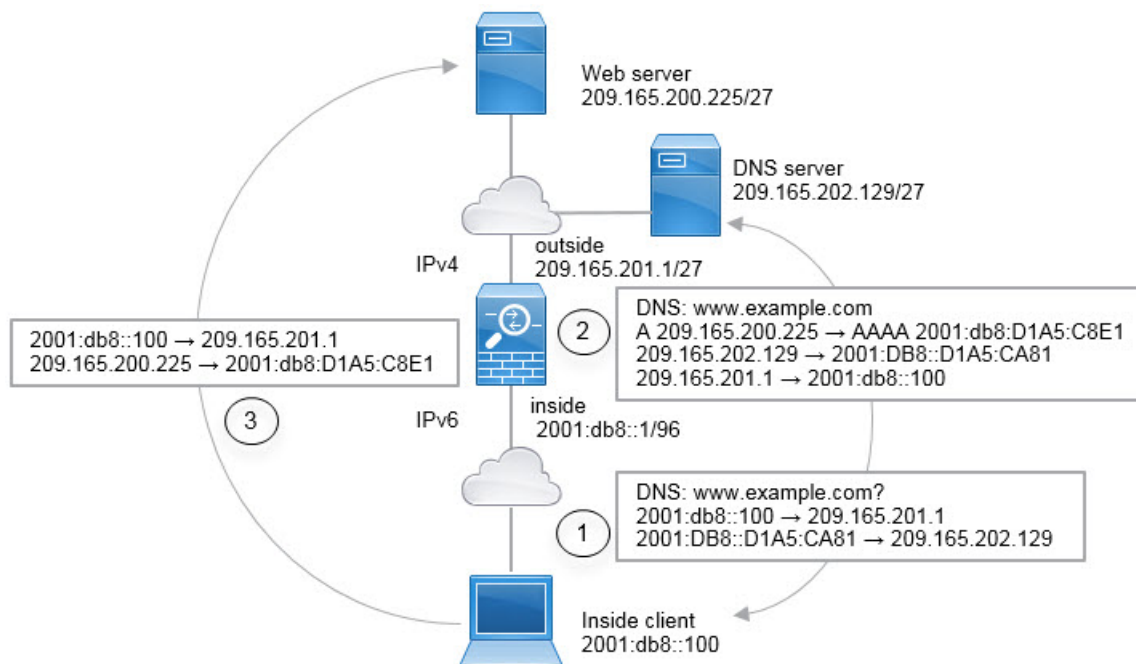 Web server
209.165.200.225/27
DNS server
209.165.202.129/27
IPv4
outside
209.165.201.1/27
2001:db8::100 → 209.165.201.1
209.165.200.225 → 2001:db8:D1A5:C8E1
2
DNS: www.example.com
A 209.165.200.225 → AAAA 2001:db8:D1A5:C8E1
209.165.202.129 → 2001:DB8::D1A5:CA81
209.165.201.1 → 2001:db8::100
3
IPv6
inside
2001:db8::1/96
1
DNS: www.example.com?
2001:db8::100 → 209.165.201.1
2001:DB8::D1A5:CA81 → 209.165.202.129
Inside client
2001:db8::100